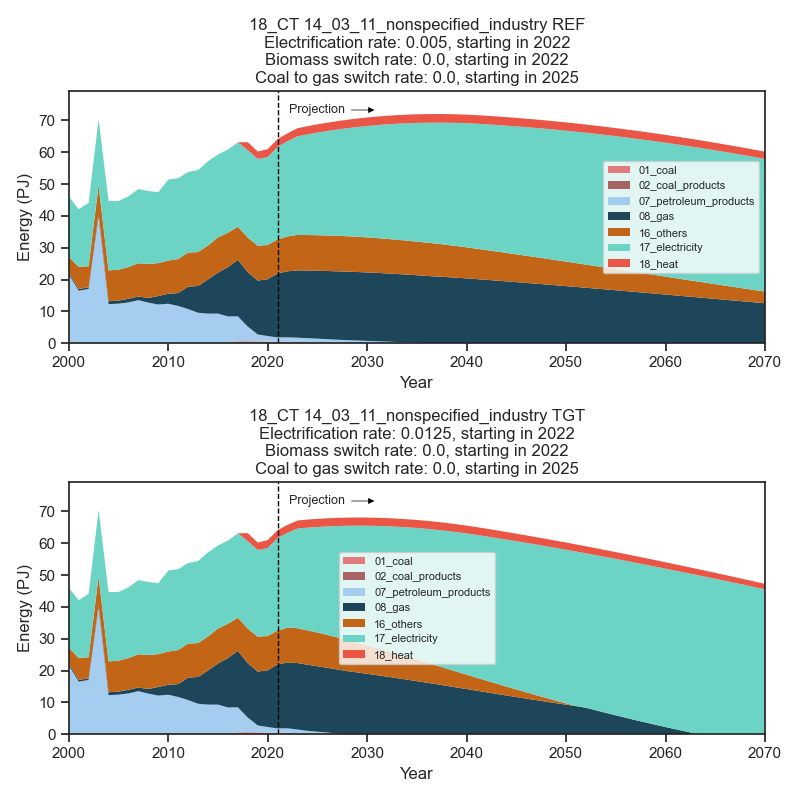 18_CT 14_03_11_nonspecified_industry REF
Electrification rate: 0.005, starting in 2022
Biomass switch rate: 0.0, starting in 2022
Coal to gas switch rate: 0.0, starting in 2025
Projection
70
60
50
40
30
20
10
0
Energy (PJ)
01_coal
02_coal_products
07_petroleum_products
08_gas
16_others
17_electricity
18_heat
2000 2010 2020 2030 2040 2050 2060 2070
Year
18_CT 14_03_11_nonspecified_industry TGT
Electrification rate: 0.0125, starting in 2022
Biomass switch rate: 0.0, starting in 2022
Coal to gas switch rate: 0.0, starting in 2025
Projection
70
60
50
40
30
20
10
0
Energy (PJ)
01_coal
02_coal_products
07_petroleum_products
08_gas
16_others
17_electricity
18_heat
2000 2010 2020 2030 2040 2050 2060 2070
Year